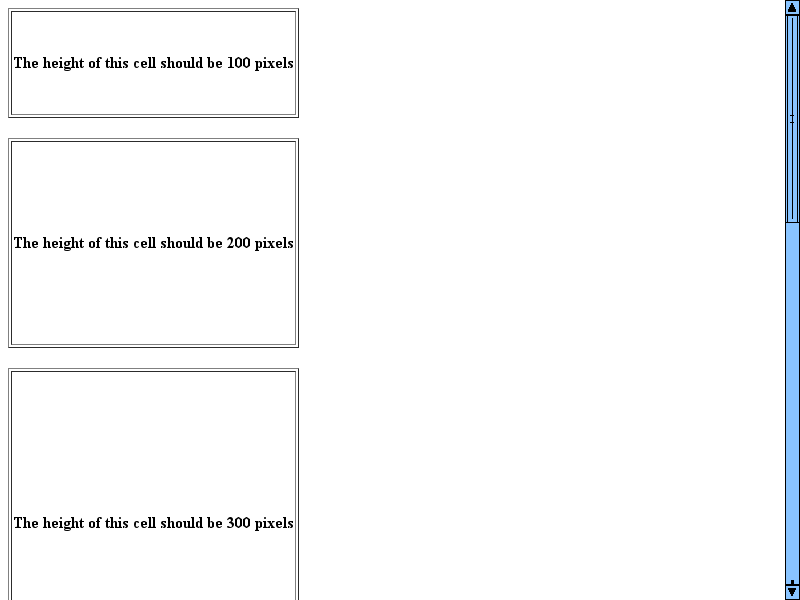 The height of this cell should be 100 pixels
The height of this cell should be 200 pixels
The height of this cell should be 300 pixels